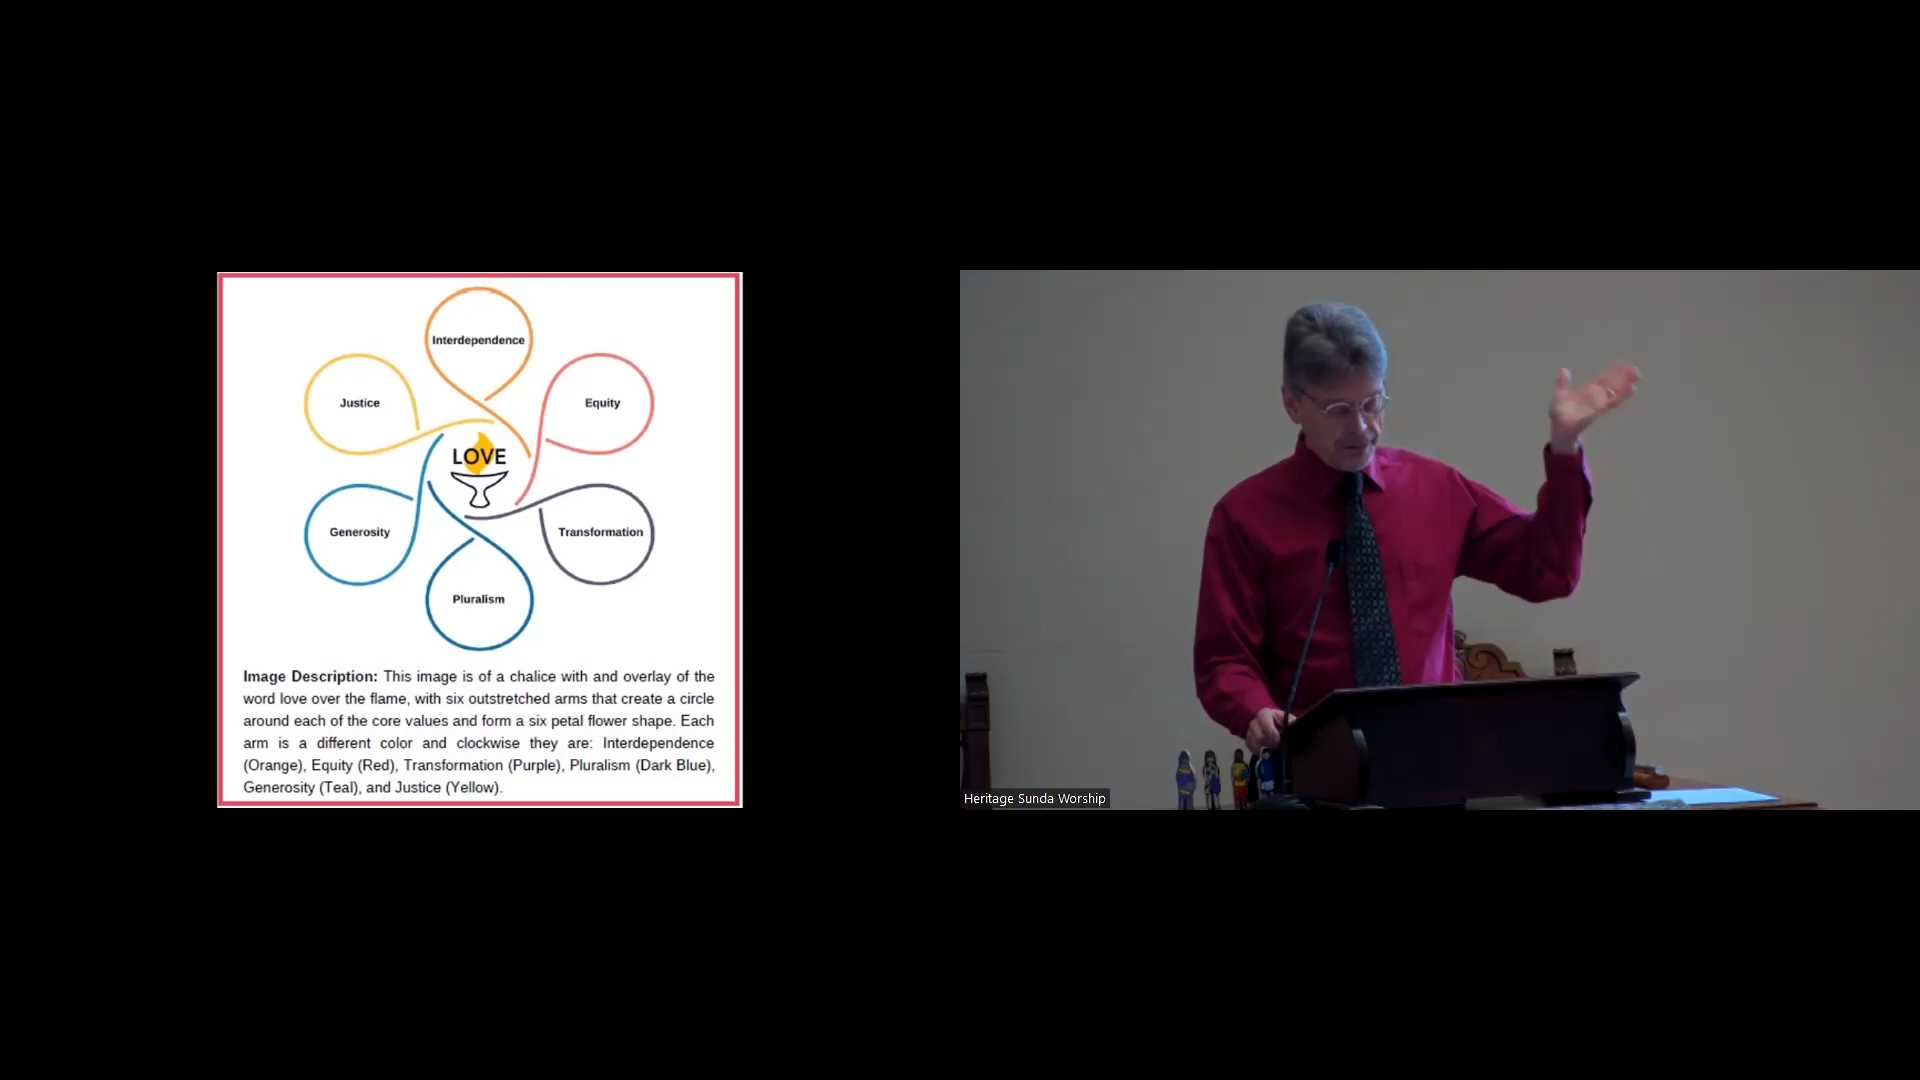 Interdependence
Justice
Equity
LOVE
Generosity
Transformation
Pluralism
Image Description: This image is of a chalice with and overlay of the
word love over the flame, with six outstretched arms that create a circle
around each of the core values and form a six petal flower shape. Each
arm is a different color and clockwise they are: Interdependence
(Orange), Equity (Red), Transformation (Purple), Pluralism (Dark Blue),
Generosity (Teal), and Justice (Yellow).
Heritage Sunda Worship